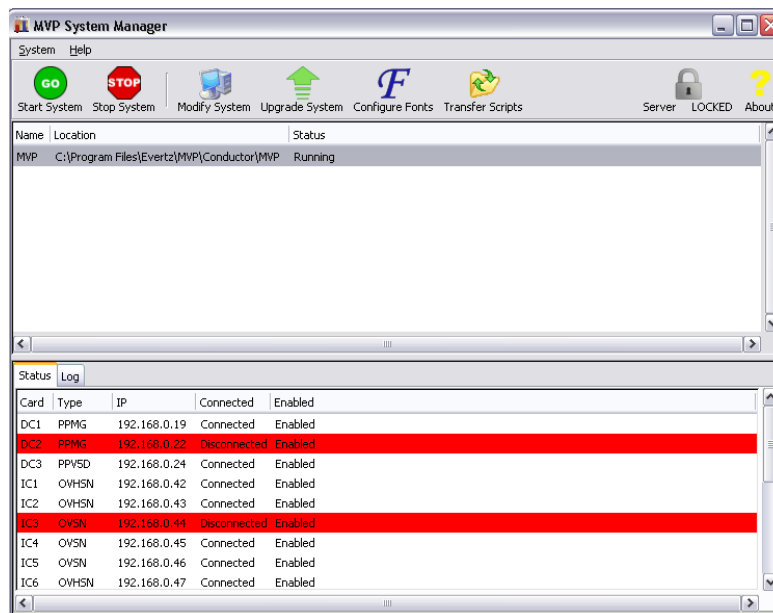 MVP System Manager
System Help
GO STOP
Start System Stop System Modify System Upgrade System Configure Fonts Transfer Scripts Server LOCKED About
Name Location Status
MVP C:\Program Files\Evertz\MVP\Conductor\MVP Running
Status Log
Card Type IP Connected Enabled
DC1 PPMG 192.168.0.19 Connected Enabled
DC2 PPMG 192.168.0.22 Disconnected Enabled
DC3 PPV5D 192.168.0.24 Connected Enabled
IC1 OVHSN 192.168.0.42 Connected Enabled
IC2 OVHSN 192.168.0.43 Connected Enabled
IC3 OVSN 192.168.0.44 Disconnected Enabled
IC4 OVSN 192.168.0.45 Connected Enabled
IC5 OVSN 192.168.0.46 Connected Enabled
IC6 OVHSN 192.168.0.47 Connected Enabled